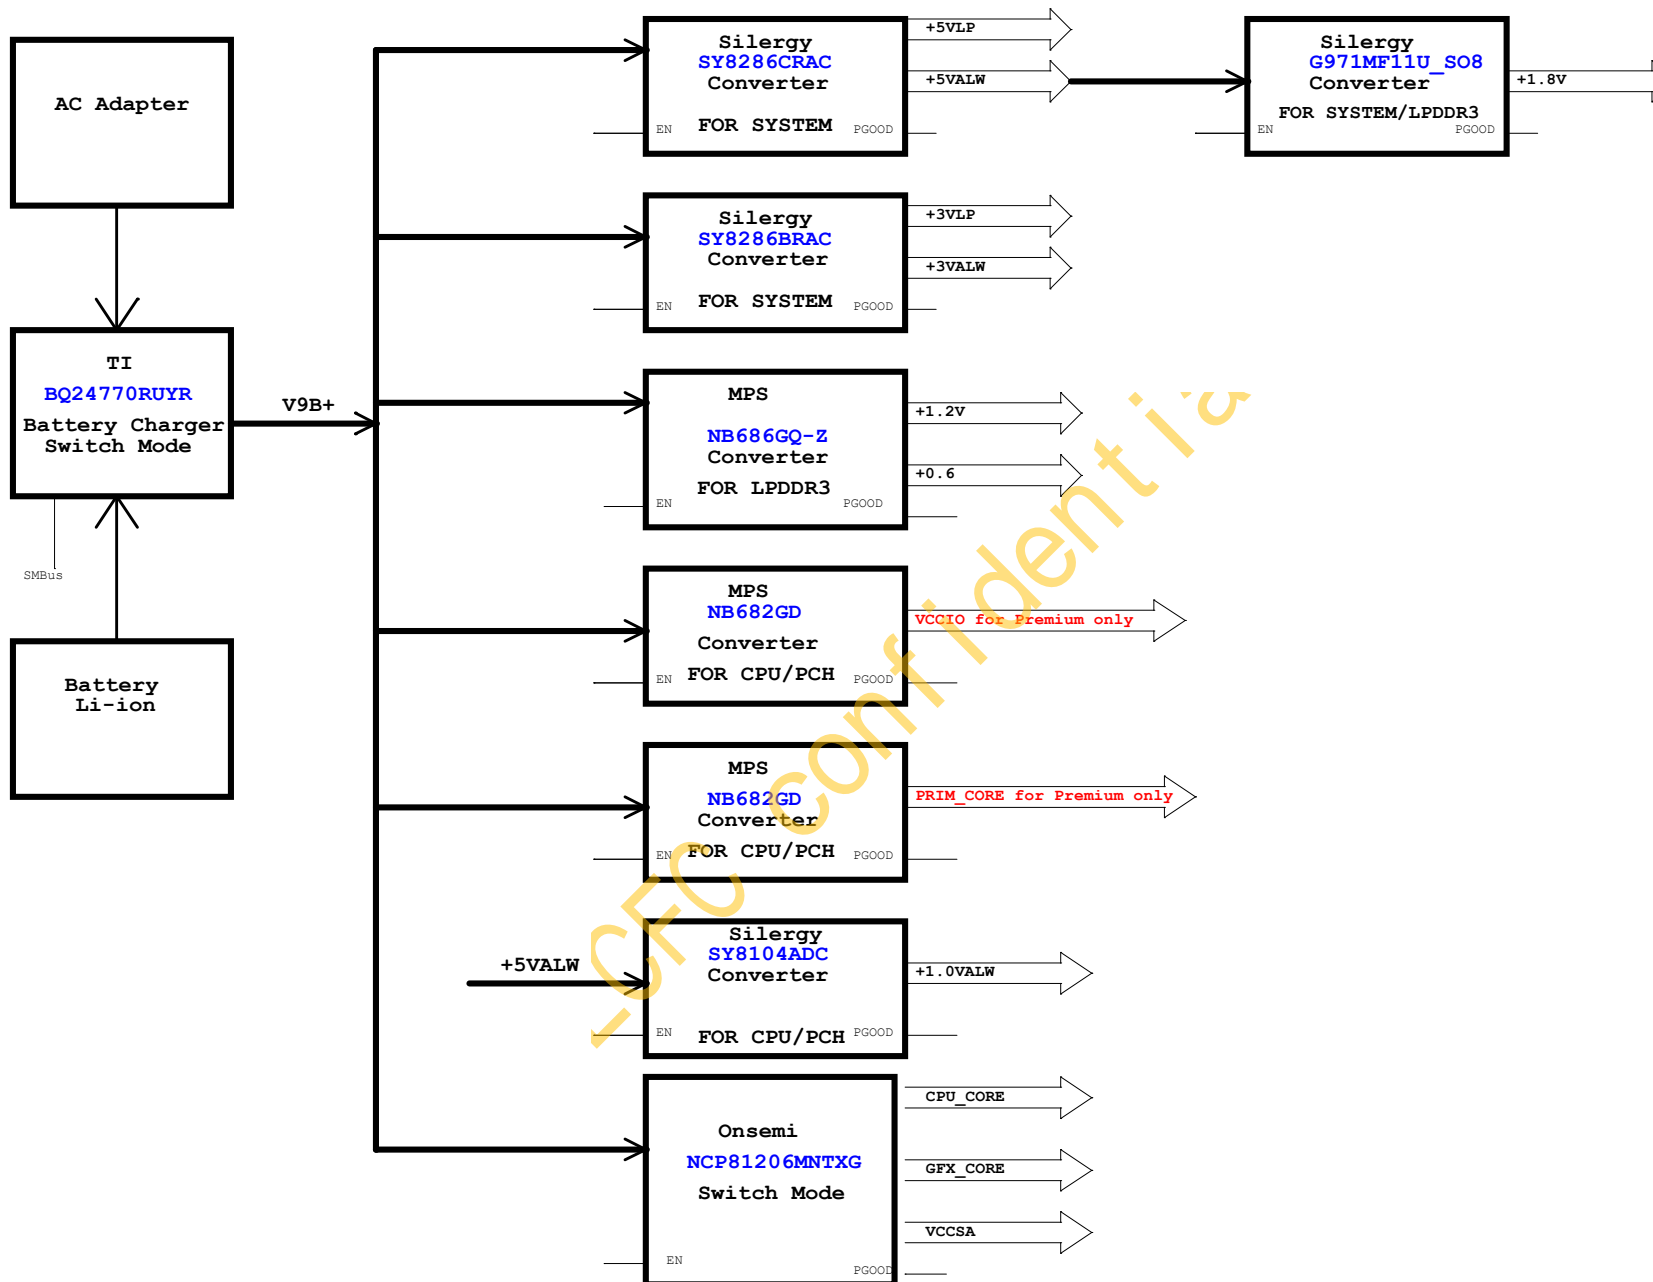 AC Adapter
TI
BQ24770RUYR
Battery Charger
Switch Mode
SMBus
Battery
Li-ion
V9B+
Silergy
SY8286CRAC
Converter
FOR SYSTEM
EN
PGOOD
+5VLP
+5VALW
Silergy
G971MF11U_SO8
Converter
FOR SYSTEM/LPDDR3
EN
PGOOD
+1.8V
Silergy
SY8286BRAC
Converter
FOR SYSTEM
EN
PGOOD
+3VLP
+3VALW
MPS
NB686GQ-Z
Converter
FOR LPDDR3
EN
PGOOD
+1.2V
+0.6
MPS
NB682GD
Converter
FOR CPU/PCH
EN
PGOOD
VCCIO for Premium only
MPS
NB682GD
Converter
FOR CPU/PCH
EN
PGOOD
PRIM_CORE for Premium only
+5VALW
Silergy
SY8104ADC
Converter
FOR CPU/PCH
EN
PGOOD
+1.0VALW
Onsemi
NCP81206MNTXG
Switch Mode
EN
PGOOD
CPU_CORE
GFX_CORE
VCCSA
CFC confidentia